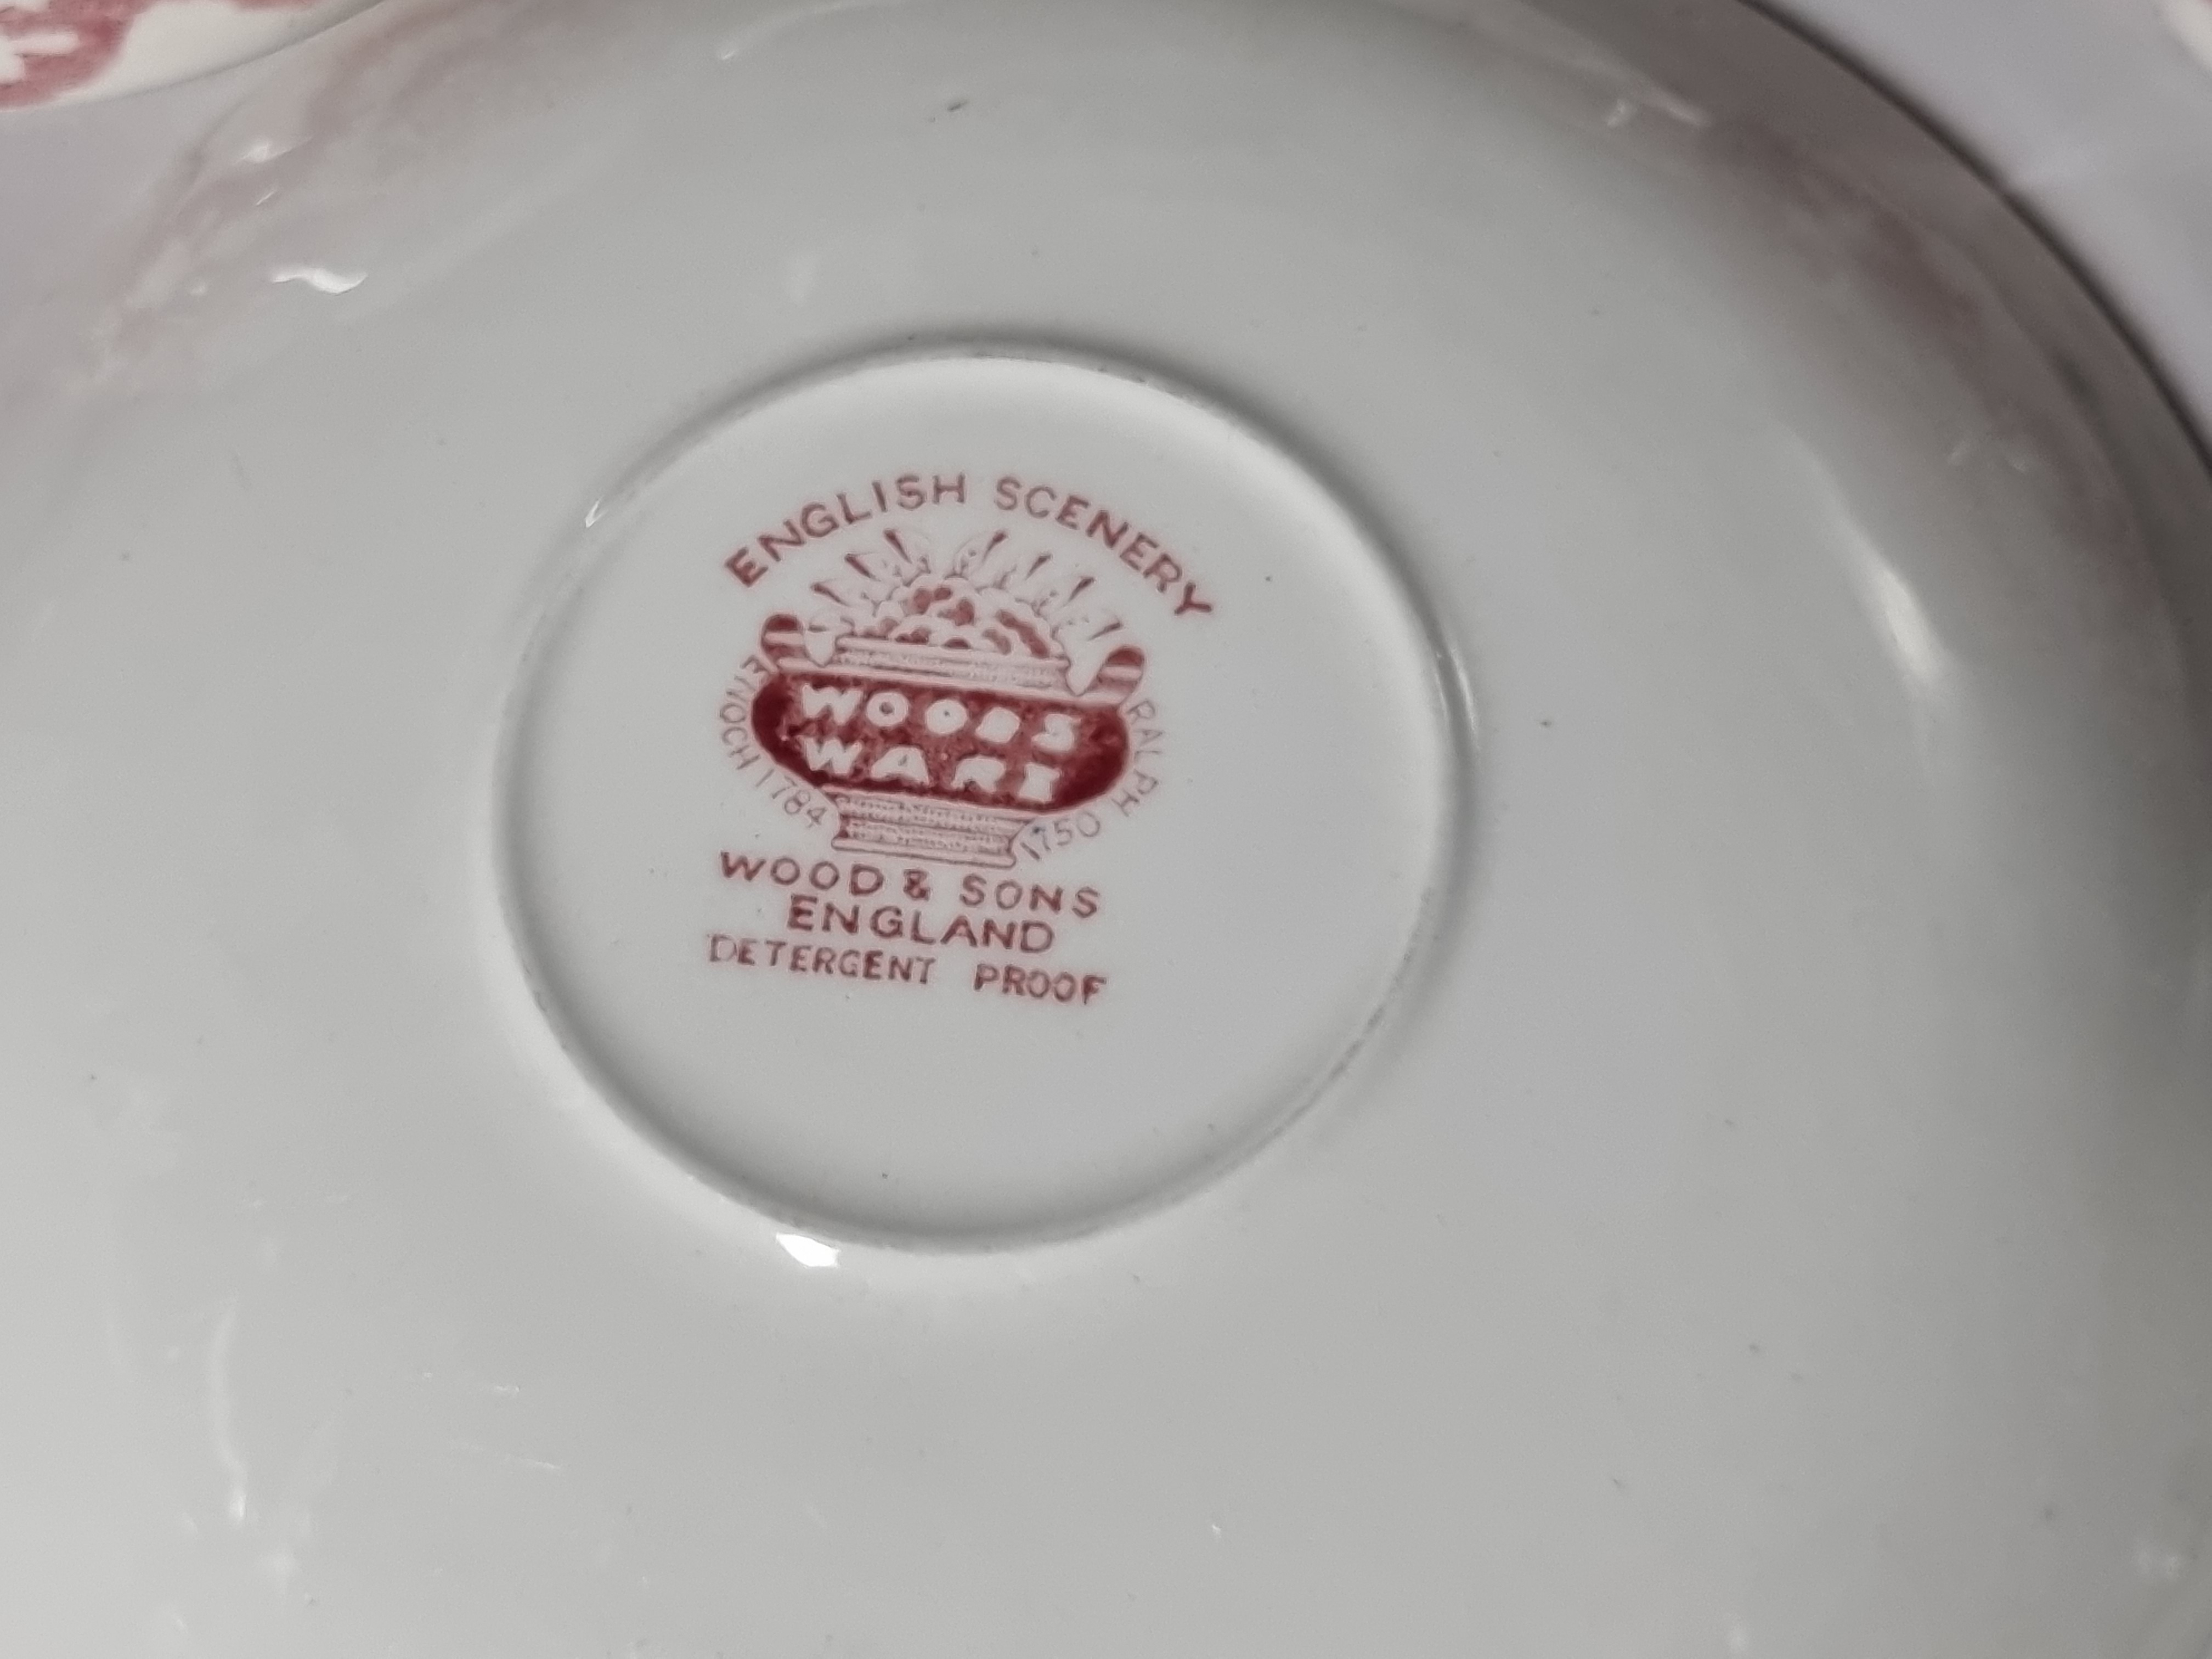 ENGLISH SCENERY
WOODS
WARE
ENOCH 1784
RALPH 1750
WOOD & SONS
ENGLAND
DETERGENT PROOF